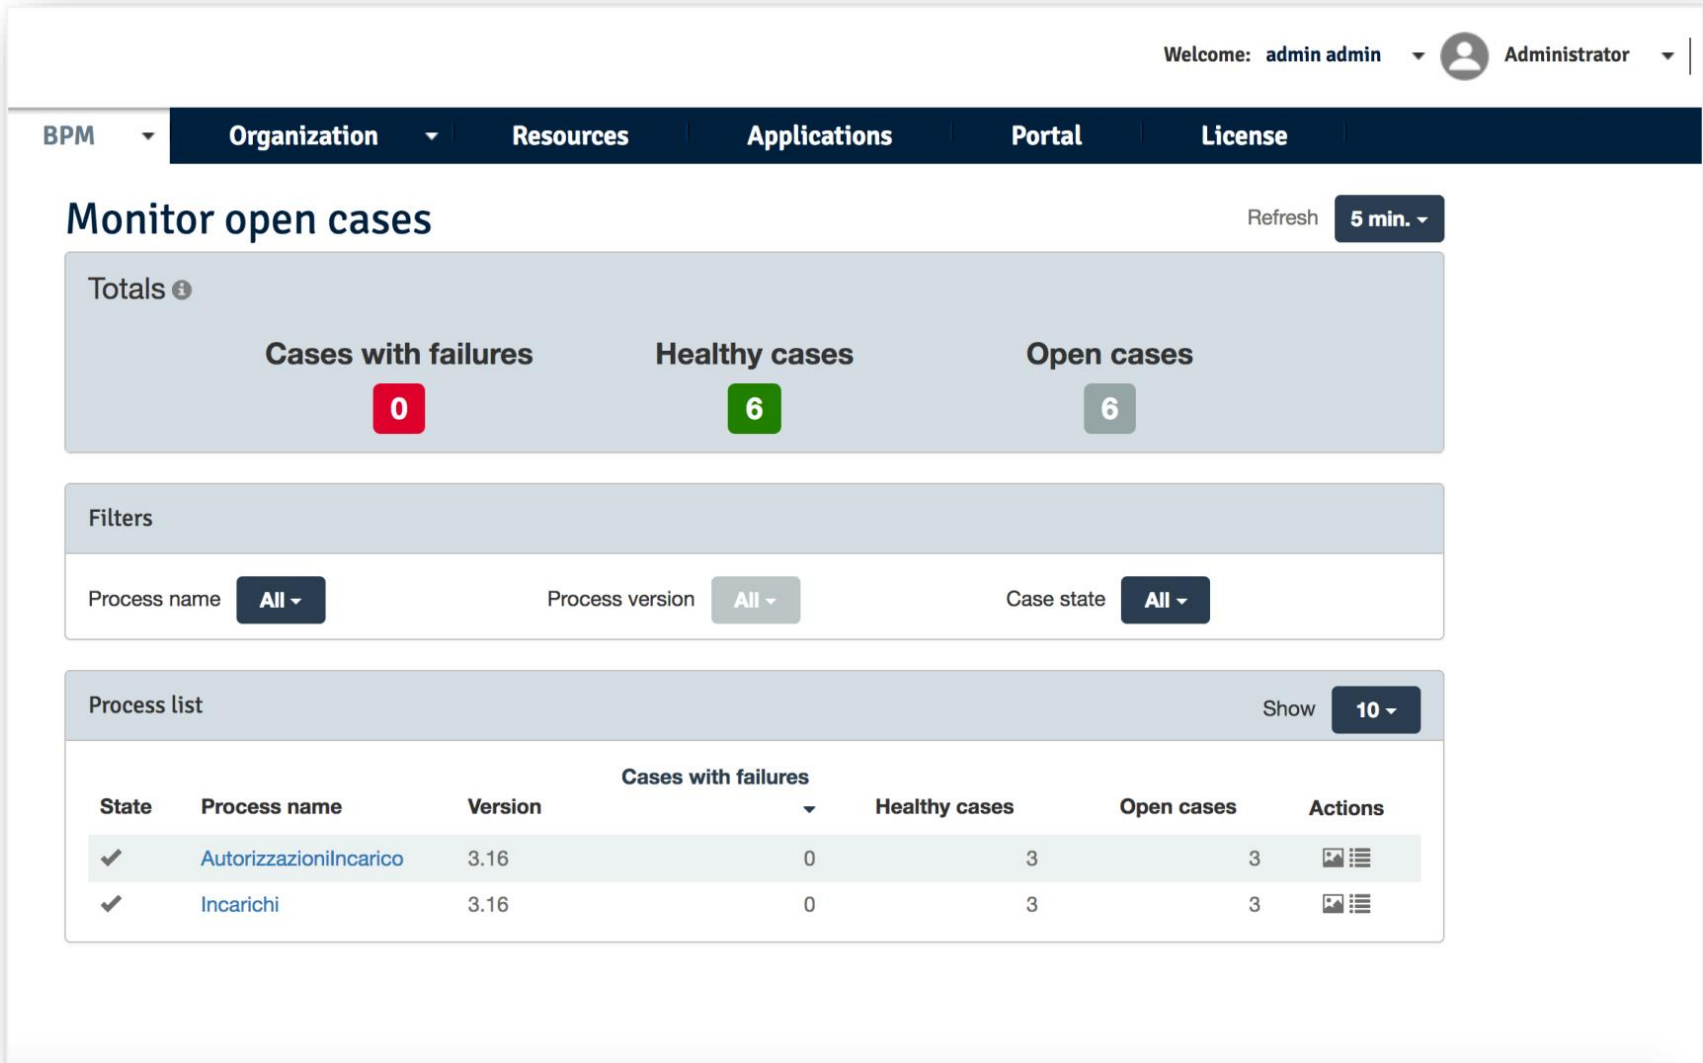 Welcome: admin admin Administrator
BPM Organization Resources Applications Portal License
Monitor open cases
Refresh 5 min.
Totals
Cases with failures Healthy cases Open cases
0 6 6
Filters
Process name All Process version All Case state All
Process list
Show 10
State Process name Version Cases with failures Healthy cases Open cases Actions
AutorizzazioniIncarico 3.16 0 3 3
Incarichi 3.16 0 3 3